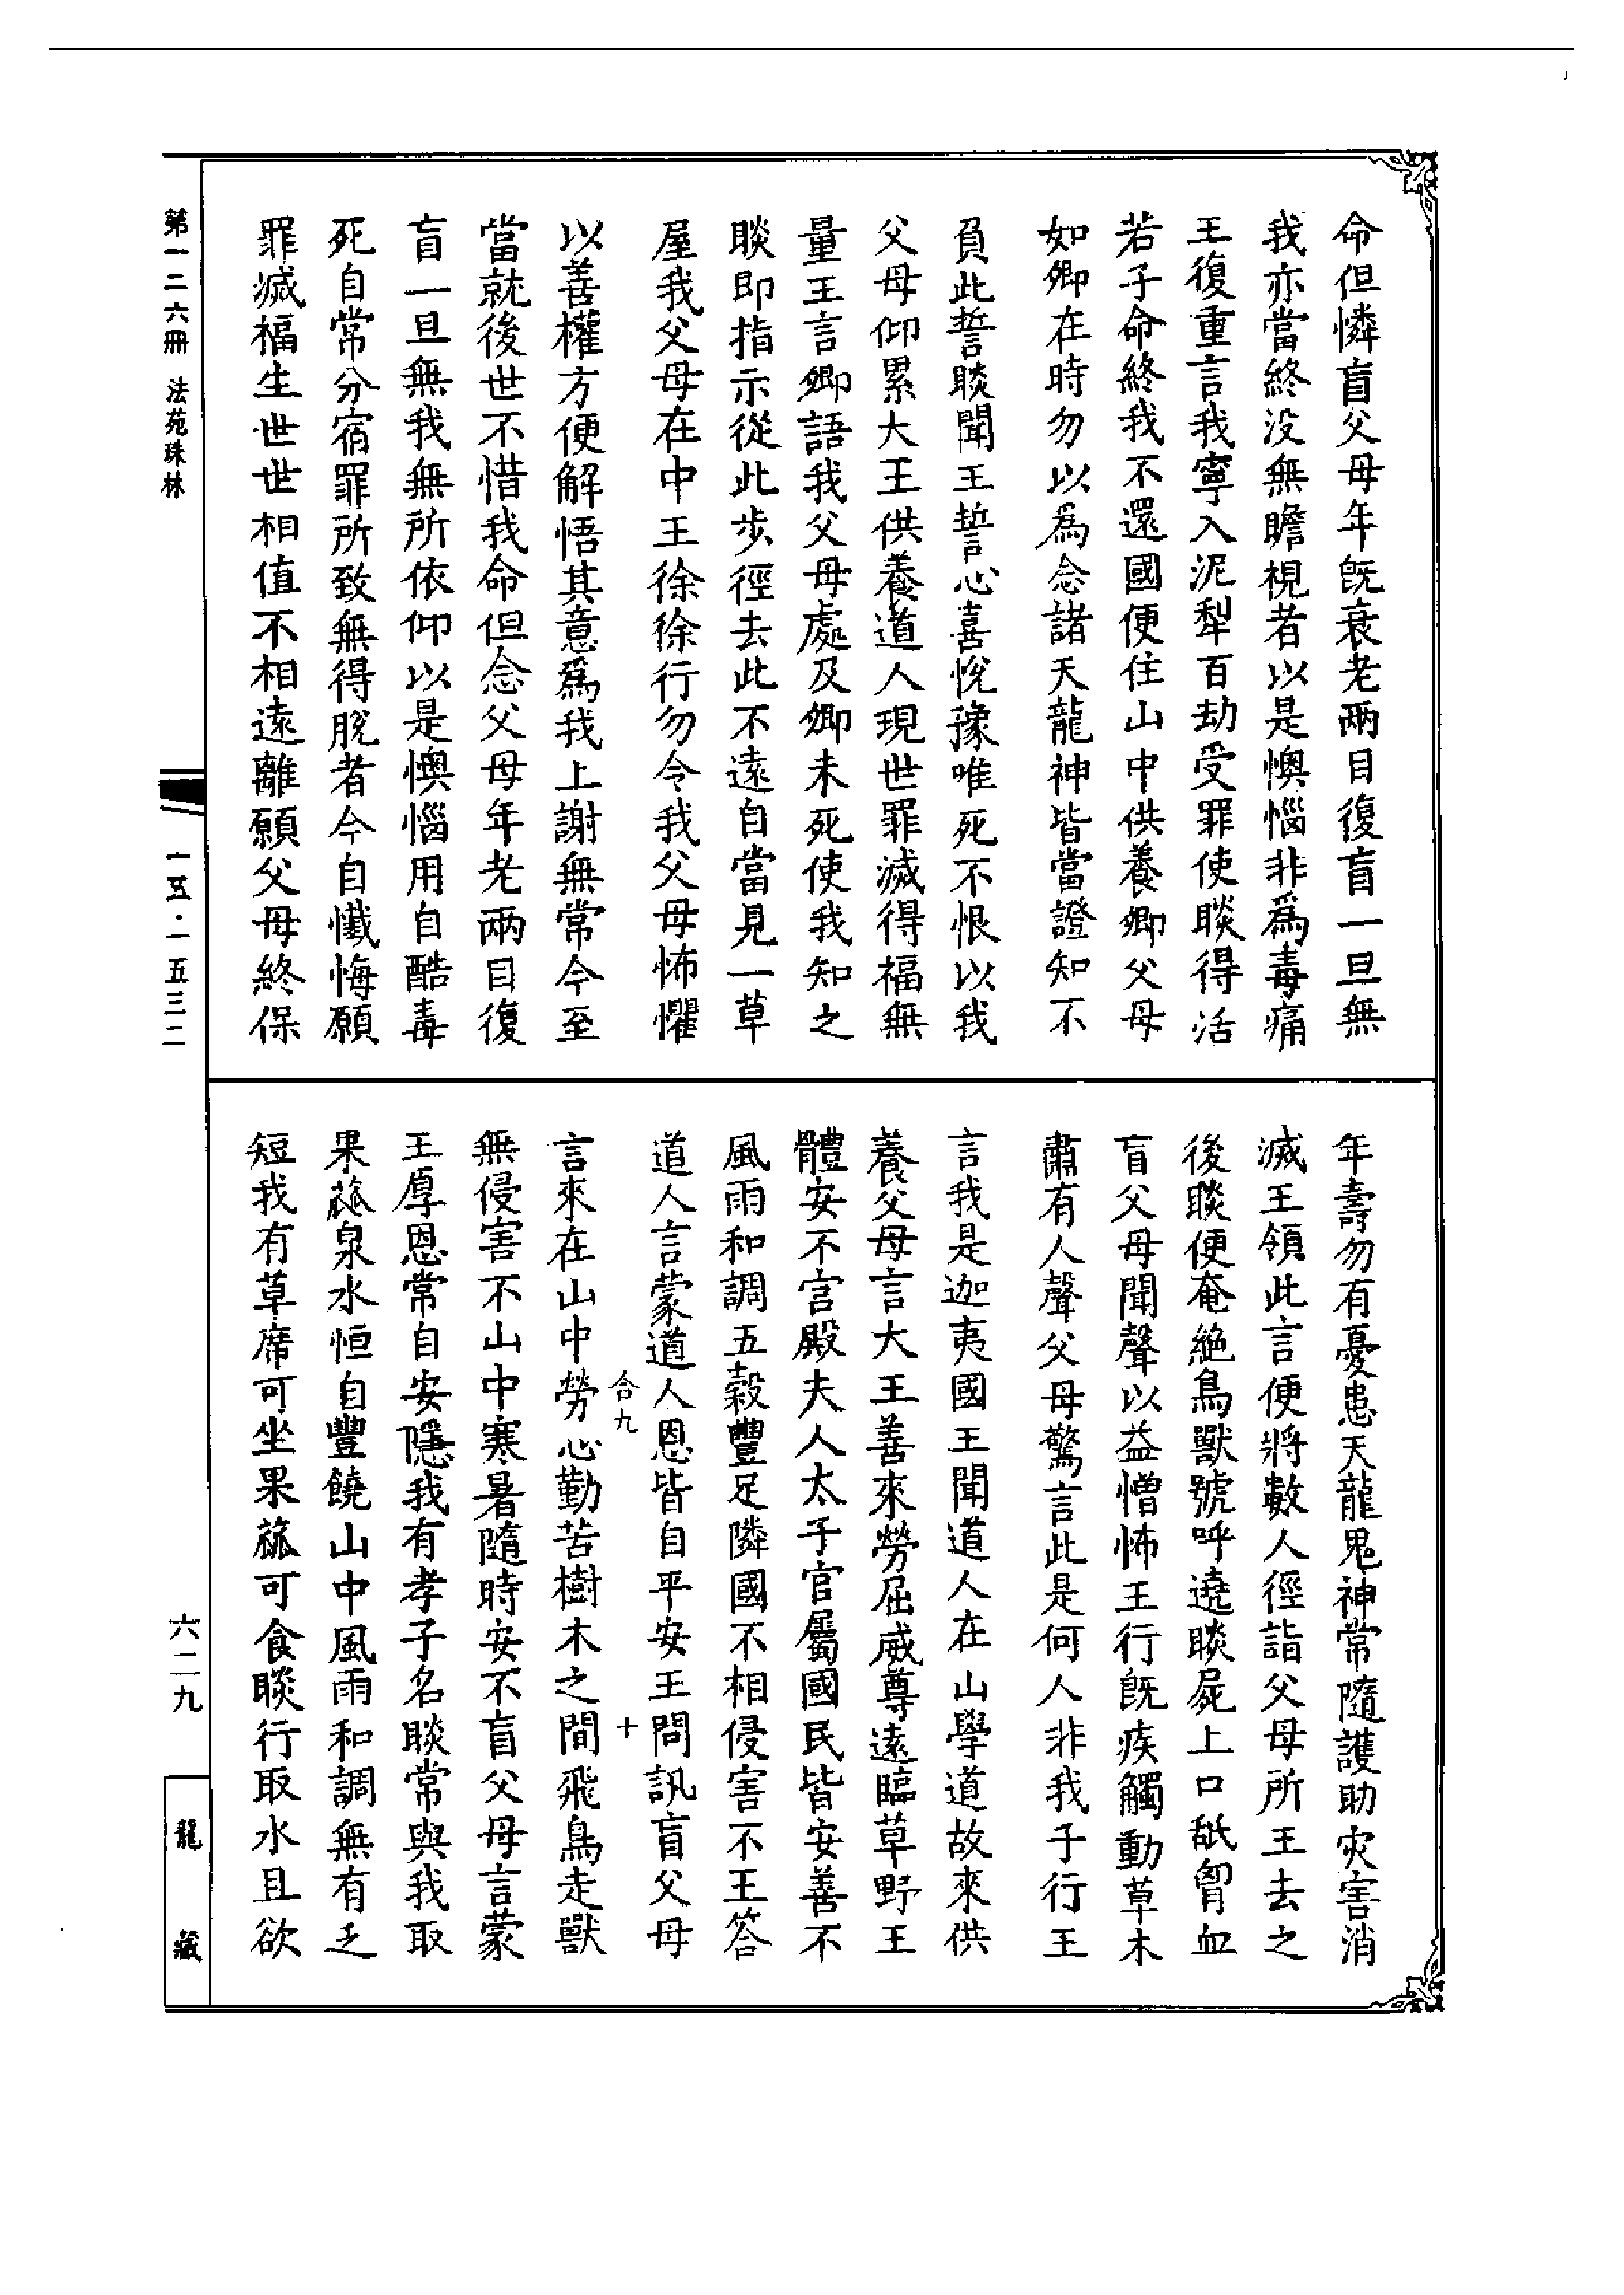 命但憐盲父母年旣衰老兩目復盲一旦無
我亦當終没無瞻視者以是懊惱非爲毒痛
王復重言我寧入泥犁百劫受罪使睒得活
若子命終我不還國便住山中供養卿父母
如卿在時勿以爲念諸天龍神皆當證知不
負此誓睒聞王誓心喜悅豫唯死不恨以我
父母仰累大王供養道人現世罪滅得福無
量王言卿語我父母處及卿未死使我知之
睒即指示從此步徑去此不遠自當見一草
屋我父母在中王徐徐行勿令我父母怖懼
以善權方便解悟其意爲我上謝無常今至
當就後世不惜我命但念父母年老兩目復
盲一旦無我無所依仰以是懊惱用自酷毒
死自常分宿罪所致無得脫者今自懺悔願
罪滅福生世世相值不相遠離願父母終保
年壽勿有憂患天龍鬼神常隨護助灾害消
滅王領此言便將數人徑詣父母所王去之
後睒便奄絕鳥獸號呼遶睒屍上口舐胷血
盲父母聞聲以益憎怖王行旣疾觸動草木
肅有人聲父母驚言此是何人非我子行王
言我是迦夷國王聞道人在山學道故來供
養父母言大王善來勞屈威尊遠臨草野王
體安不宮殿夫人太子官屬國民皆安善不
風雨和調五穀豐足隣國不相侵害不王答
道人言蒙道人恩皆自平安王問訊盲父母
合九　十
言來在山中勞心勤苦樹木之間飛鳥走獸
無侵害不山中寒暑隨時安不盲父母言蒙
王厚恩常自安隱我有孝子名睒常與我取
果蓏泉水恒自豐饒山中風雨和調無有乏
短我有草席可坐果蓏可食睒行取水且欲
第一二六冊　法苑珠林
一五·一五三二
六二九
龍藏